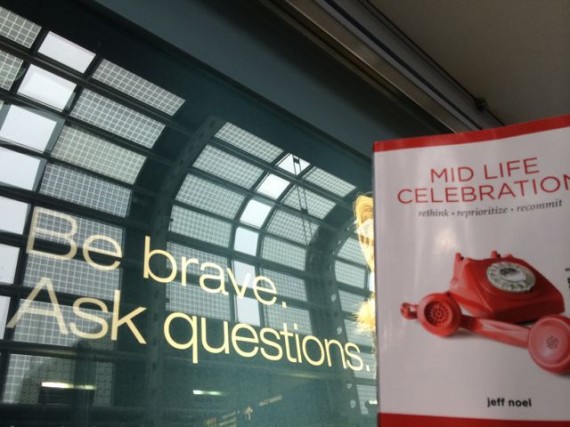 Be brave.
Ask questions.
MID LIFE
CELEBRATION
rethink • reprioritize • recommit
jeff noel